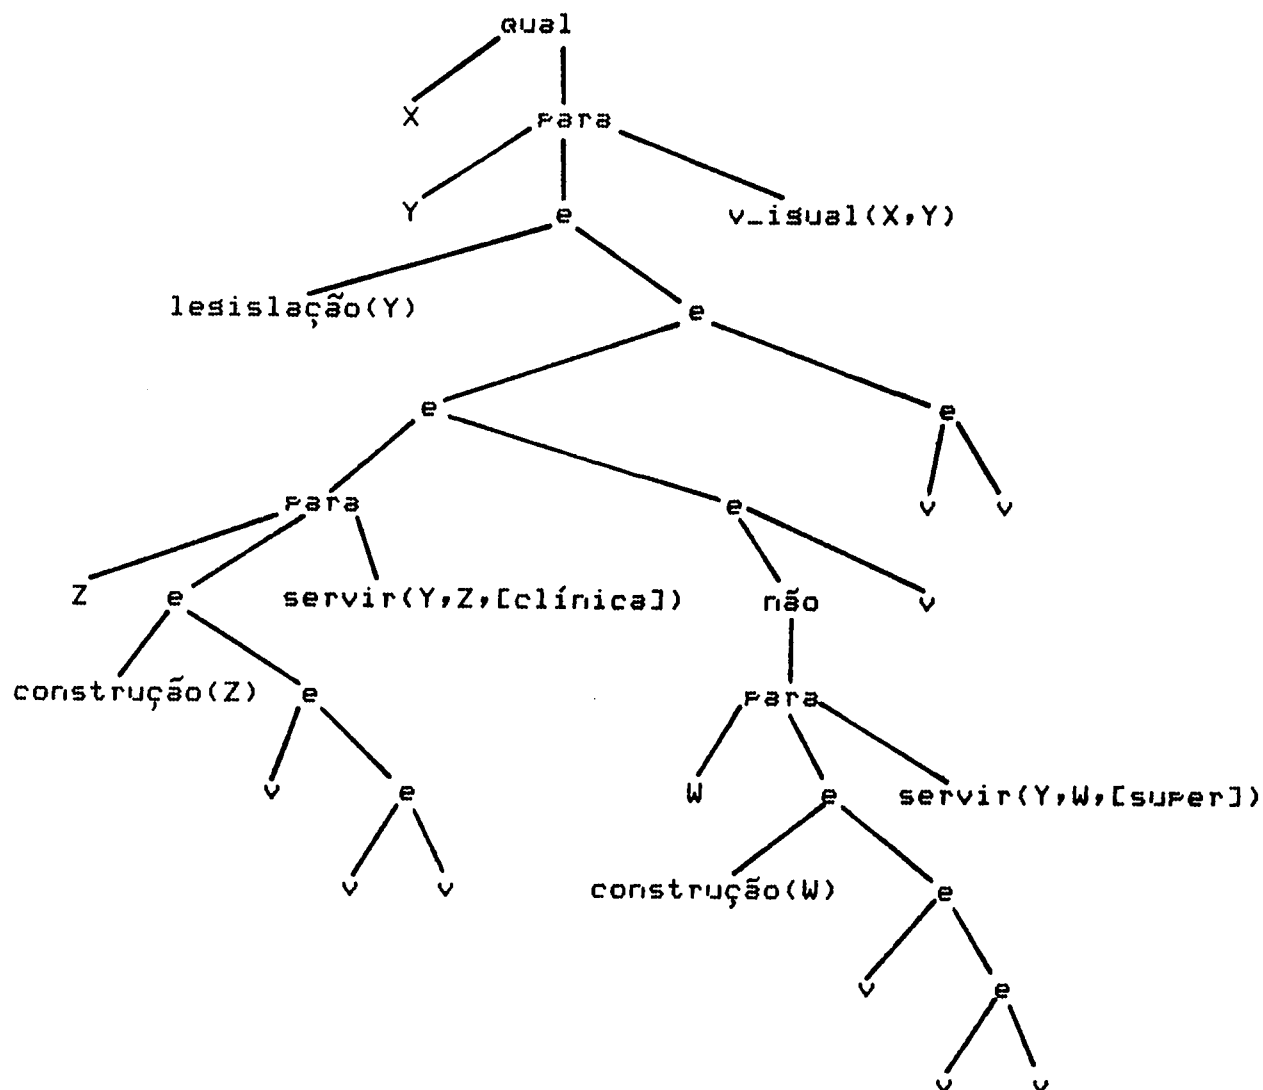 qual
X para
Y e v_igual(X,Y)
legislação(Y) e
e e
para e v v
Z e servir(Y,Z,[clínica]) não v
construção(Z) e para
v e W e servir(Y,W,[super])
v v construção(W) e
v e
v v